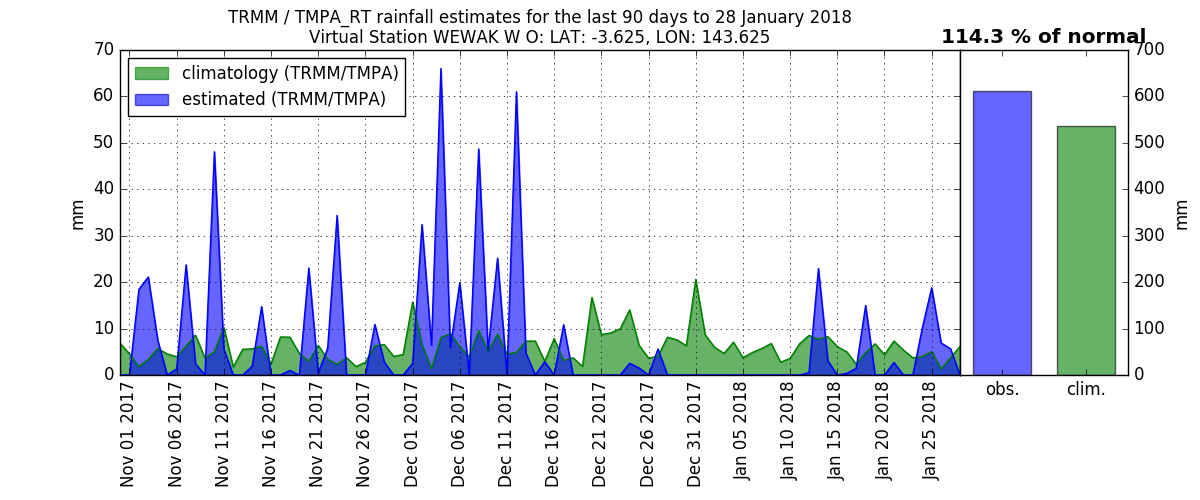 TRMM / TMPA_RT rainfall estimates for the last 90 days to 28 January 2018
Virtual Station WEWAK W O: LAT: -3.625, LON: 143.625
114.3 % of normal
climatology (TRMM/TMPA)
estimated (TRMM/TMPA)
70
60
50
40
30
20
10
0
mm
700
600
500
400
300
200
100
0
mm
Nov 01 2017
Nov 06 2017
Nov 11 2017
Nov 16 2017
Nov 21 2017
Nov 26 2017
Dec 01 2017
Dec 06 2017
Dec 11 2017
Dec 16 2017
Dec 21 2017
Dec 26 2017
Dec 31 2017
Jan 05 2018
Jan 10 2018
Jan 15 2018
Jan 20 2018
Jan 25 2018
obs.
clim.